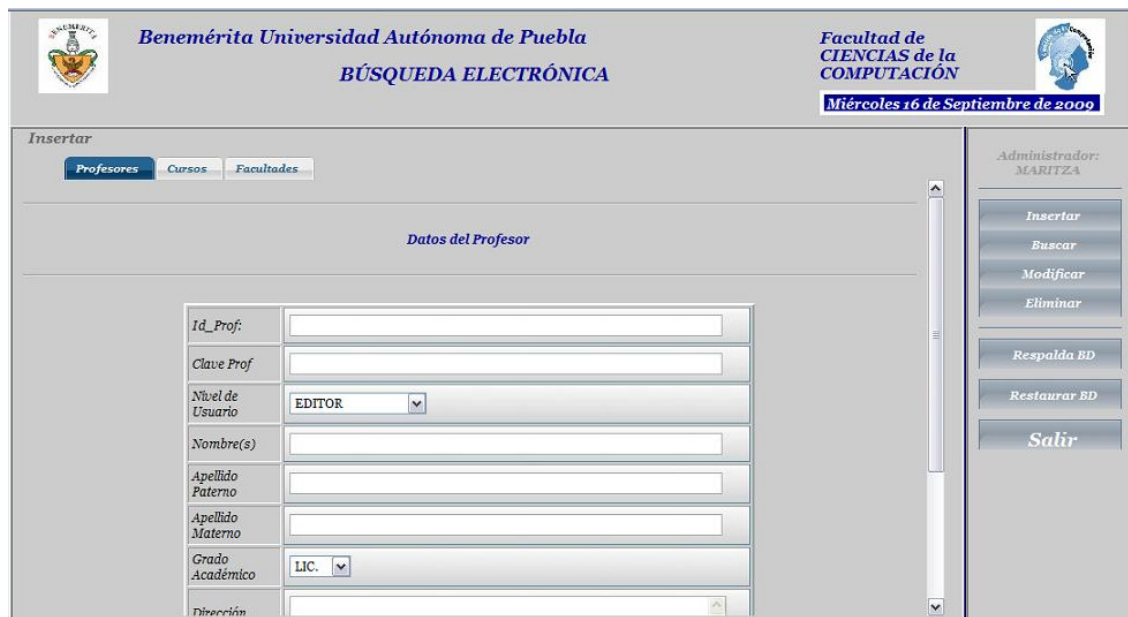 BENEMERITA
Benemérita Universidad Autónoma de Puebla
BÚSQUEDA ELECTRÓNICA
Facultad de
CIENCIAS de la
COMPUTACIÓN
Miércoles 16 de Septiembre de 2009
Insertar
Profesores
Cursos
Facultades
Datos del Profesor
Id_Prof:
Clave Prof
Nivel de
Usuario
EDITOR
Nombre(s)
Apellido
Paterno
Apellido
Materno
Grado
Académico
LIC.
Dirección
Administrador:
MARITZA
Insertar
Buscar
Modificar
Eliminar
Respalda BD
Restaurar BD
Salir